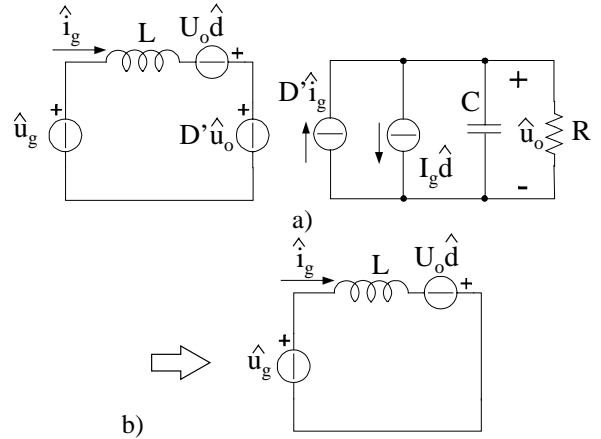 î_g L U_o d̂ +
+ û_g D'û_o +
D'î_g I_g d̂ C + û_o - R
a)
î_g L U_o d̂ +
+ û_g
b)